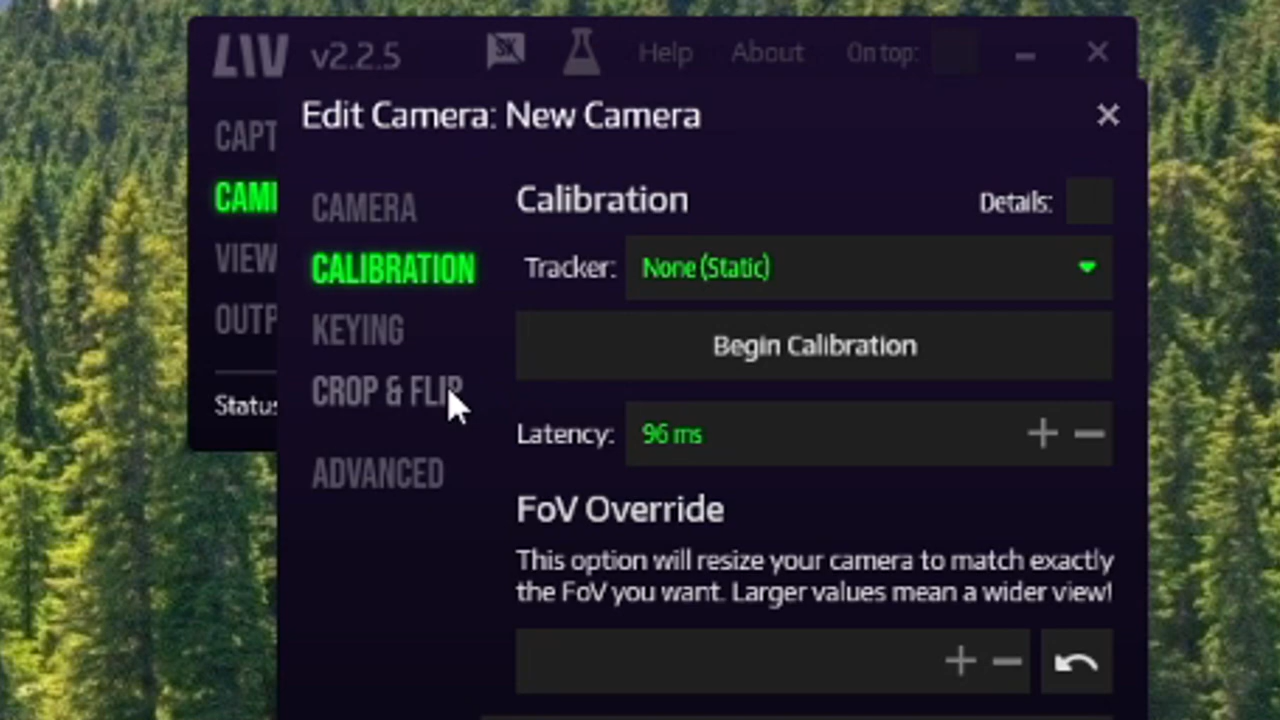 LIV v2.2.5 SK Help About On top:
Edit Camera: New Camera
CAPT
CAME
VIEW
OUTP
Status
CAMERA
CALIBRATION
KEYING
CROP & FLIP
ADVANCED
Calibration Details:
Tracker: None (Static)
Begin Calibration
Latency: 96 ms
FoV Override
This option will resize your camera to match exactly
the FoV you want. Larger values mean a wider view!